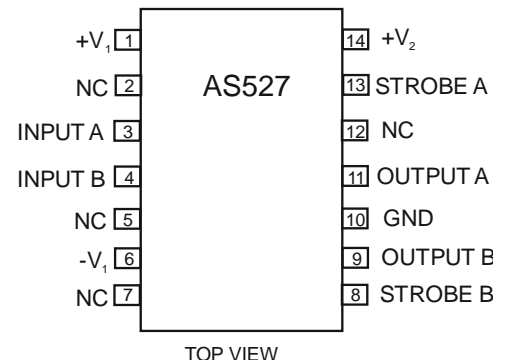 +V1 1 14 +V2
NC 2 AS527 13 STROBE A
INPUT A 3 12 NC
INPUT B 4 11 OUTPUT A
NC 5 10 GND
-V1 6 9 OUTPUT B
NC 7 8 STROBE B
TOP VIEW